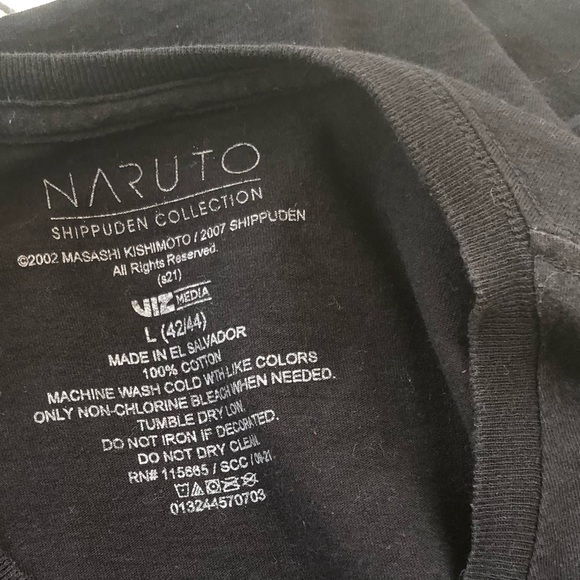 NARUTO
SHIPPUDEN COLLECTION
©2002 MASASHI KISHIMOTO / 2007 SHIPPUDEN
All Rights Reserved.
(s21)
VIZ MEDIA
L (42/44)
MADE IN EL SALVADOR
100% COTTON
MACHINE WASH COLD WITH LIKE COLORS
ONLY NON-CHLORINE BLEACH WHEN NEEDED.
TUMBLE DRY LOW.
DO NOT IRON IF DECORATED.
DO NOT DRY CLEAN.
RN# 115665 / SCC / 04-21
013244570703